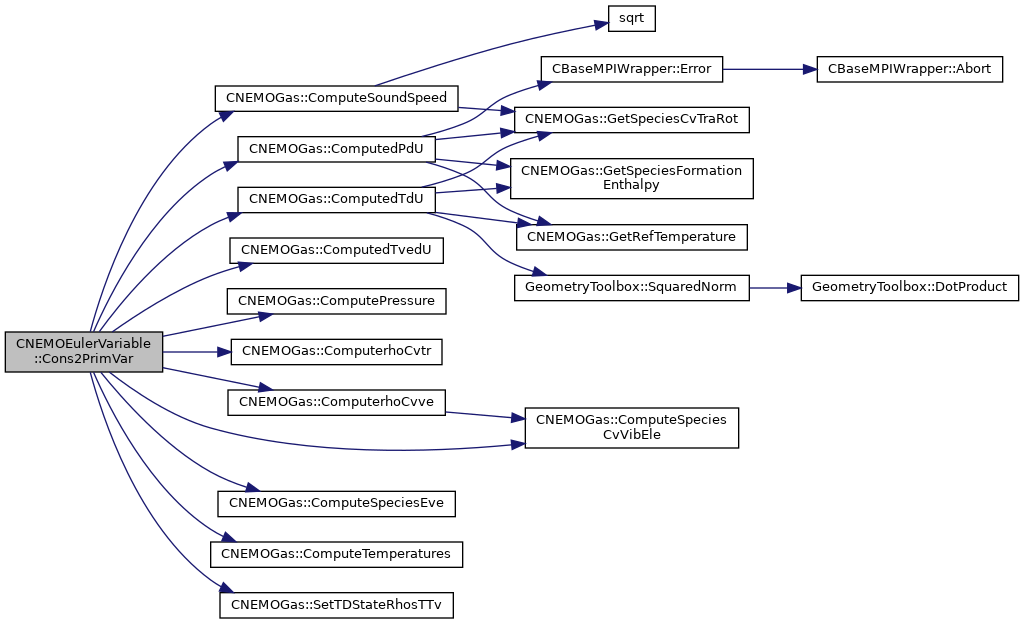 sqrt
CBaseMPIWrapper::Error
CBaseMPIWrapper::Abort
CNEMOGas::ComputeSoundSpeed
CNEMOGas::GetSpeciesCvTraRot
CNEMOGas::ComputedPdU
CNEMOGas::GetSpeciesFormation
Enthalpy
CNEMOGas::ComputedTdU
CNEMOGas::GetRefTemperature
CNEMOGas::ComputedTvedU
GeometryToolbox::SquaredNorm
GeometryToolbox::DotProduct
CNEMOGas::ComputePressure
CNEMOEulerVariable
::Cons2PrimVar
CNEMOGas::ComputerhoCvtr
CNEMOGas::ComputerhoCvve
CNEMOGas::ComputeSpecies
CvVibEle
CNEMOGas::ComputeSpeciesEve
CNEMOGas::ComputeTemperatures
CNEMOGas::SetTDStateRhosTTv